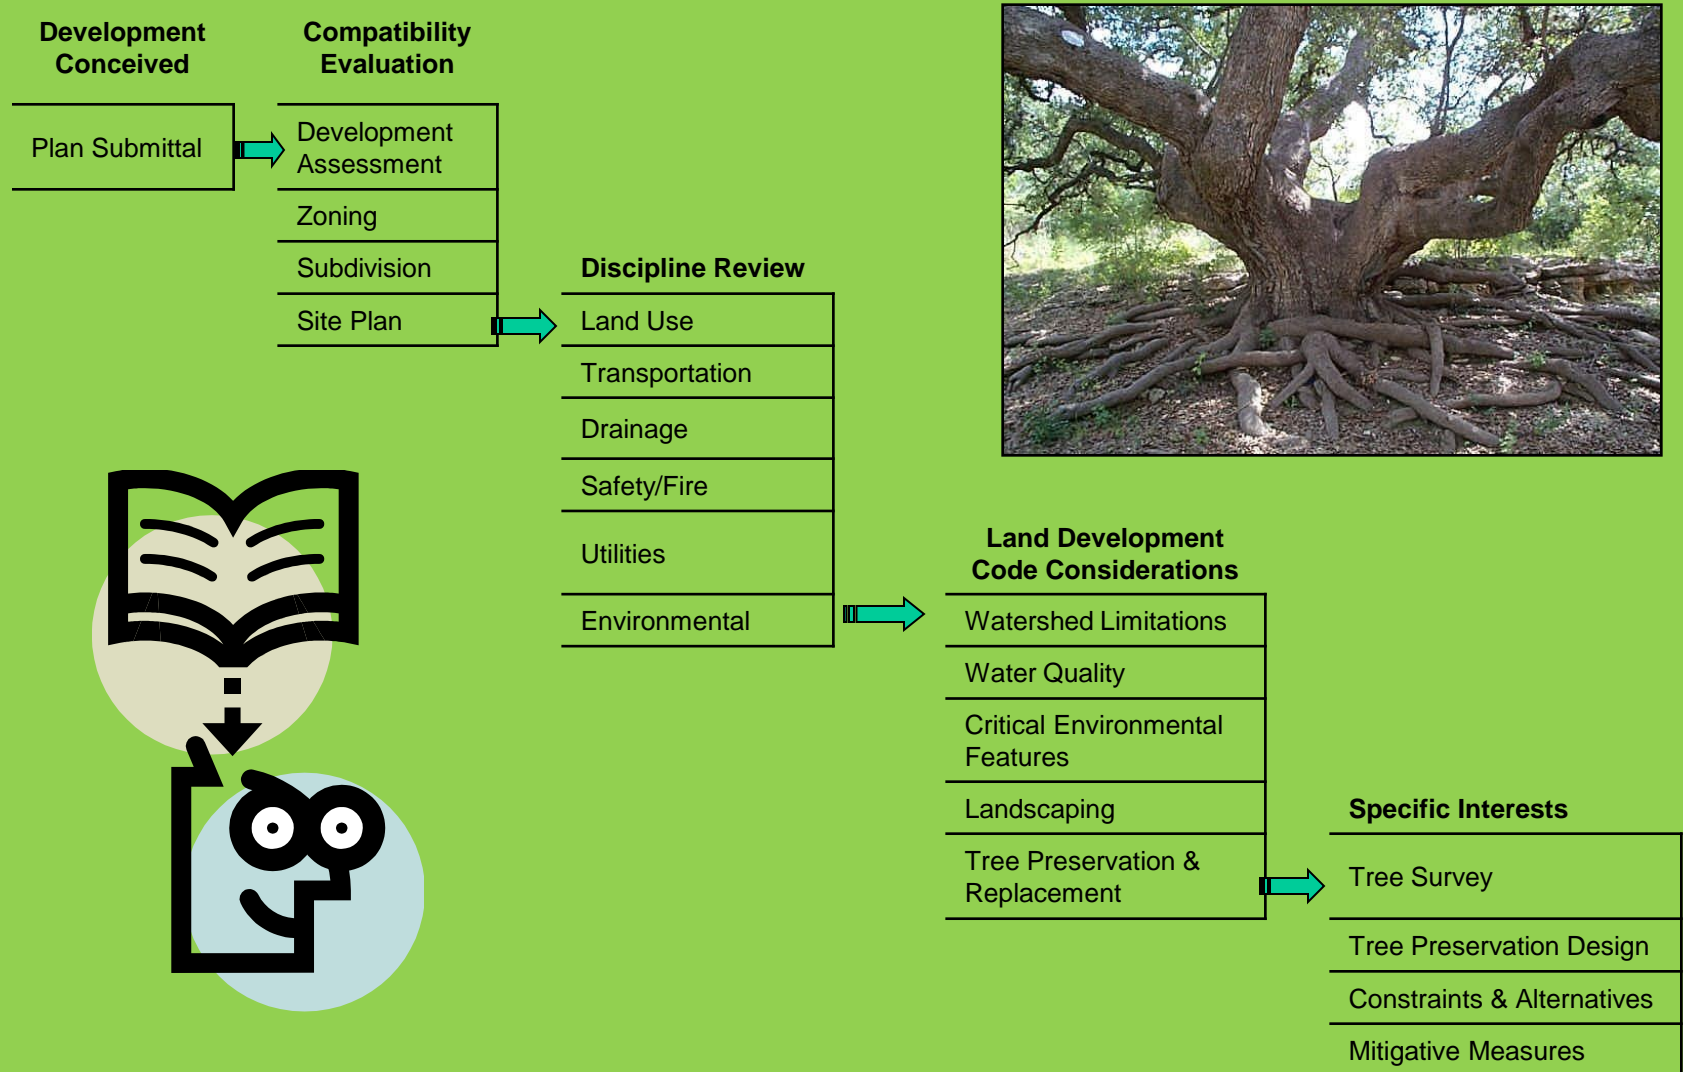 Development
Conceived
Plan Submittal
Compatibility
Evaluation
Development
Assessment
Zoning
Subdivision
Site Plan
Discipline Review
Land Use
Transportation
Drainage
Safety/Fire
Utilities
Environmental
Land Development
Code Considerations
Watershed Limitations
Water Quality
Critical Environmental
Features
Landscaping
Tree Preservation &
Replacement
Specific Interests
Tree Survey
Tree Preservation Design
Constraints & Alternatives
Mitigative Measures